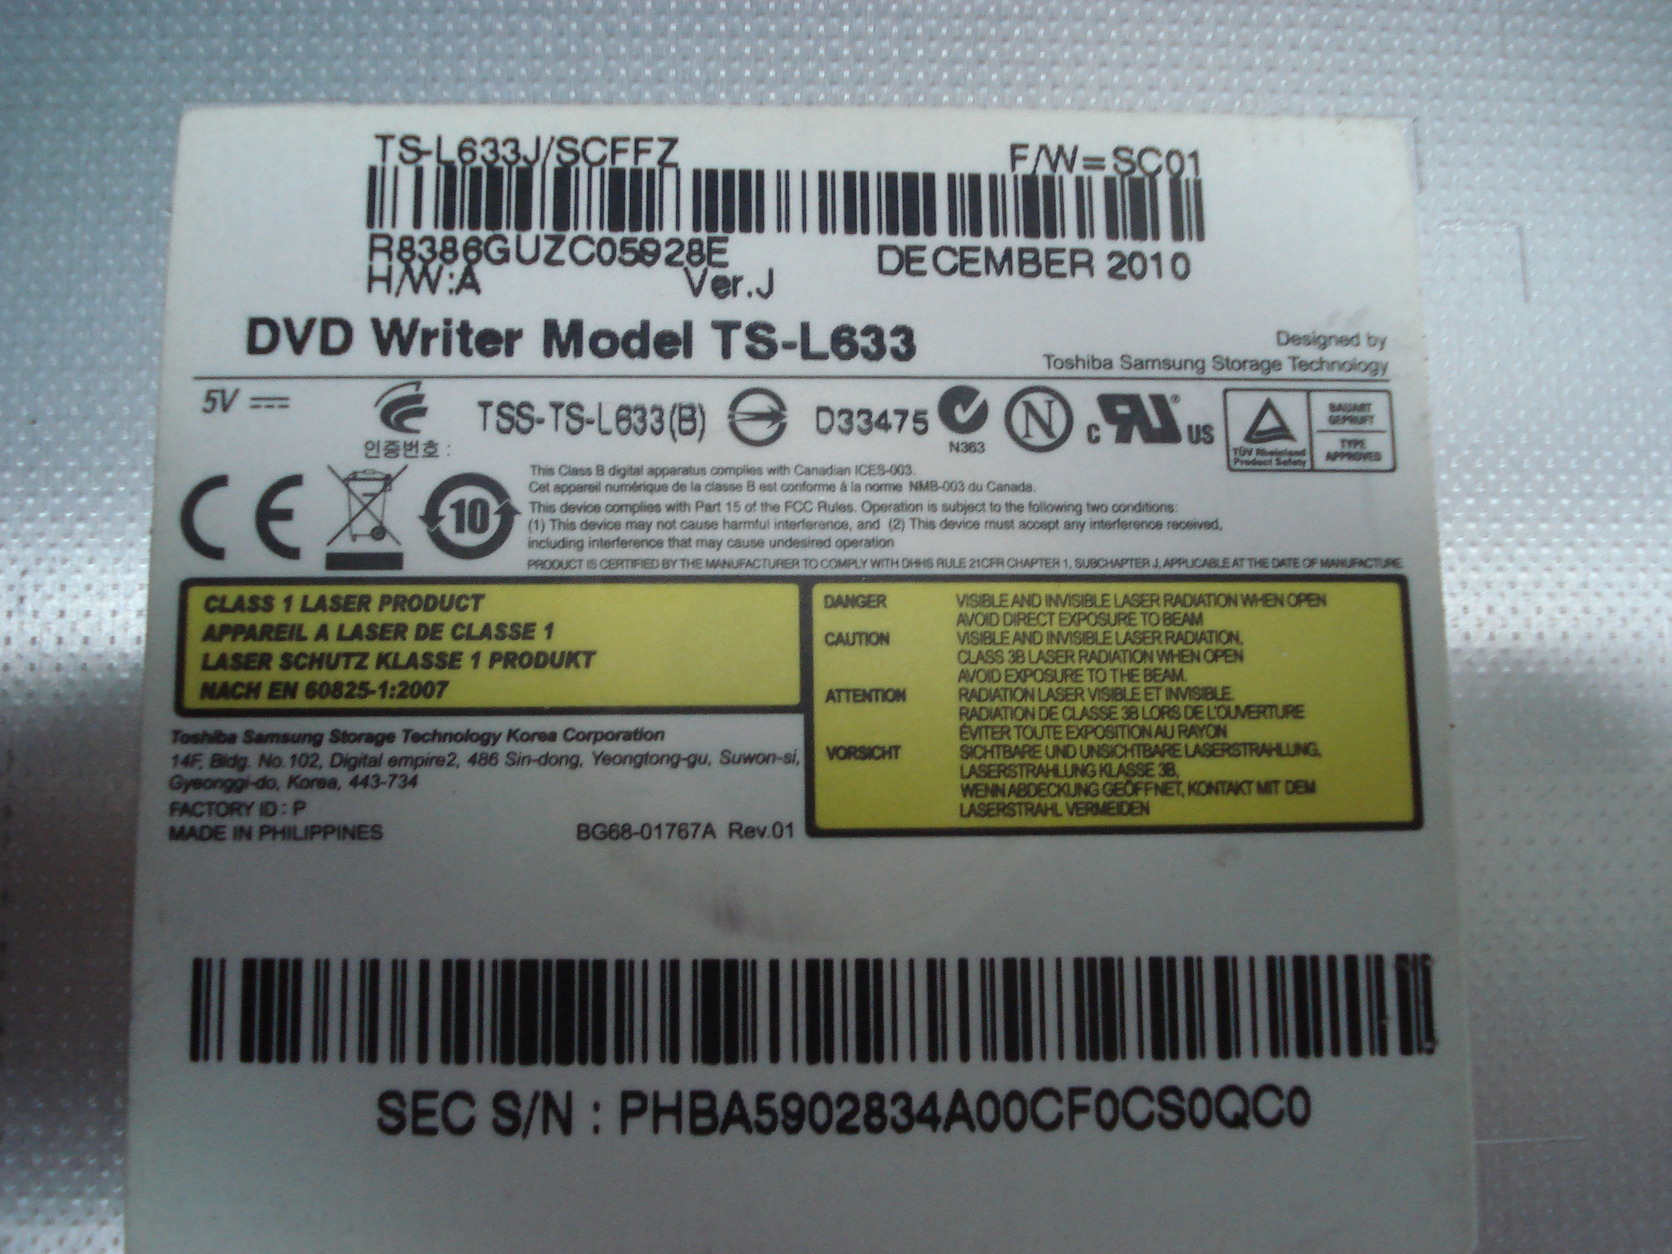 TS-L633J/SCFFZ F/W=SC01
R8386GUZC05928E DECEMBER 2010
H/W:A Ver.J
DVD Writer Model TS-L633
Designed by
Toshiba Samsung Storage Technology
5V
인증번호 :
TSS-TS-L633(B) D33475
N363
N
c RU ® US
TÜV Rheinland
Product Safety
BAUART
GEPRÜFT
TYPE
APPROVED
CE
10
This Class B digital apparatus complies with Canadian ICES-003.
Cet appareil numérique de la classe B est conforme à la norme NMB-003 du Canada.
This device complies with Part 15 of the FCC Rules. Operation is subject to the following two conditions:
(1) This device may not cause harmful interference, and (2) This device must accept any interference received,
including interference that may cause undesired operation
PRODUCT IS CERTIFIED BY THE MANUFACTURER TO COMPLY WITH DHHS RULE 21CFR CHAPTER 1, SUBCHAPTER J, APPLICABLE AT THE DATE OF MANUFACTURE.
CLASS 1 LASER PRODUCT
APPAREIL A LASER DE CLASSE 1
LASER SCHUTZ KLASSE 1 PRODUKT
NACH EN 60825-1:2007
DANGER VISIBLE AND INVISIBLE LASER RADIATION WHEN OPEN
AVOID DIRECT EXPOSURE TO BEAM
CAUTION VISIBLE AND INVISIBLE LASER RADIATION,
CLASS 3B LASER RADIATION WHEN OPEN
AVOID EXPOSURE TO THE BEAM.
ATTENTION RADIATION LASER VISIBLE ET INVISIBLE.
RADIATION DE CLASSE 3B LORS DE L'OUVERTURE
ÉVITER TOUTE EXPOSITION AU RAYON
VORSICHT SICHTBARE UND UNSICHTBARE LASERSTRAHLUNG,
LASERSTRAHLUNG KLASSE 3B,
WENN ABDECKUNG GEÖFFNET, KONTAKT MIT DEM
LASERSTRAHL VERMEIDEN
Toshiba Samsung Storage Technology Korea Corporation
14F, Bldg. No.102, Digital empire2, 486 Sin-dong, Yeongtong-gu, Suwon-si,
Gyeonggi-do, Korea, 443-734
FACTORY ID : P
MADE IN PHILIPPINES BG68-01767A Rev.01
SEC S/N : PHBA5902834A00CF0CS0QC0